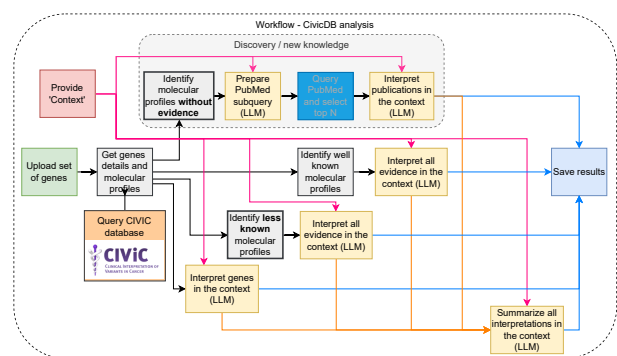 Workflow - CivicDB analysis
Discovery / new knowledge
Provide
'Context'
Identify
molecular
profiles without
evidence
Prepare
PubMed
subquery
(LLM)
Query
PubMed
and select
top N
Interpret
publications in
the context
(LLM)
Upload set
of genes
Get genes
details and
molecular
profiles
Identify well
known
molecular
profiles
Interpret all
evidence in the
context (LLM)
Save results
Query CIVIC
database
CIViC
CLINICAL INTERPRETATION OF
VARIANTS IN CANCER
Identify less
known
molecular
profiles
Interpret all
evidence in the
context
(LLM)
Interpret genes
in the context
(LLM)
Summarize all
interpretations in
the context
(LLM)